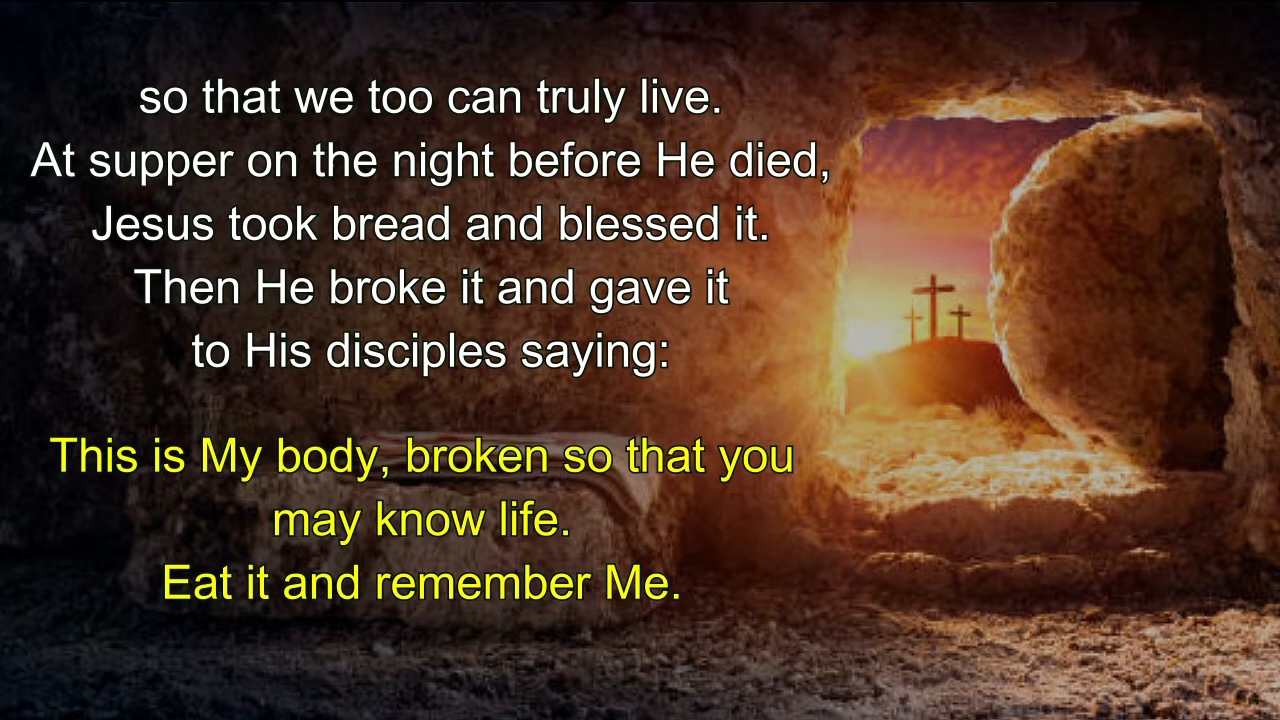 so that we too can truly live.
At supper on the night before He died,
Jesus took bread and blessed it.
Then He broke it and gave it
to His disciples saying:
This is My body, broken so that you
may know life.
Eat it and remember Me.